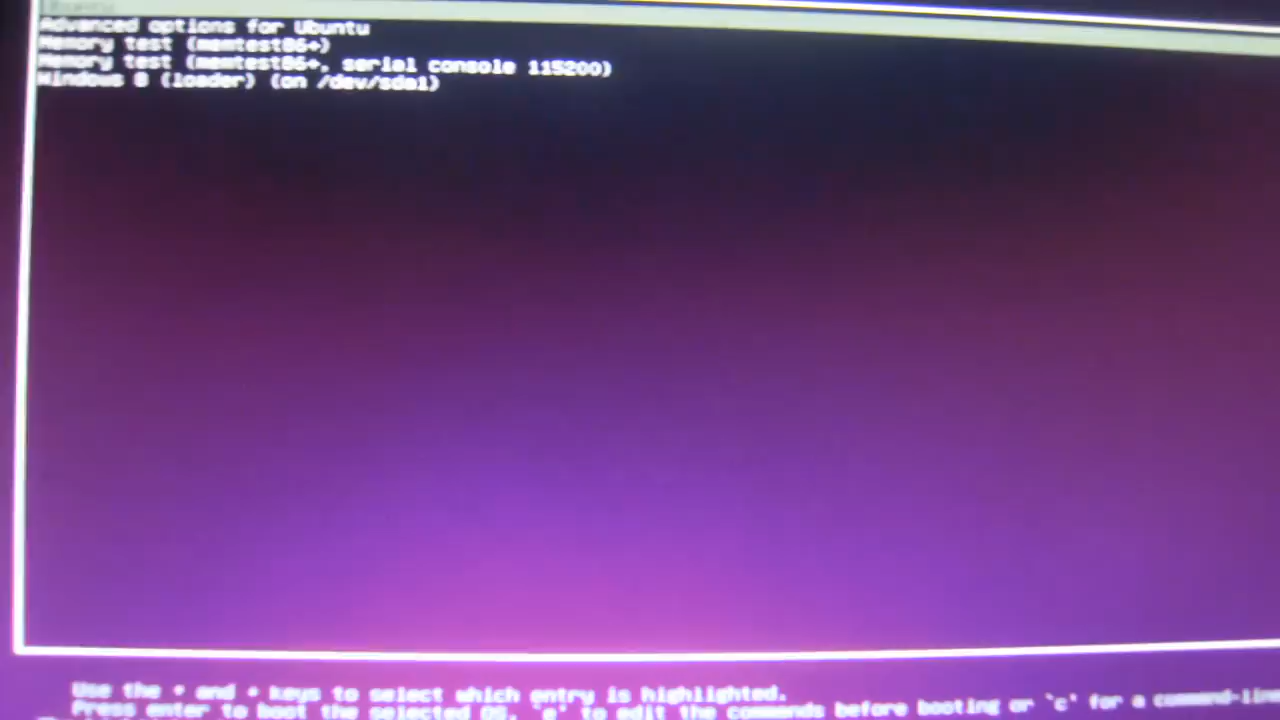 Ubuntu
Advanced options for Ubuntu
Memory test (memtest86+)
Memory test (memtest86+, serial console 115200)
Windows 8 (loader) (on /dev/sda1)
Use the and keys to select which entry is highlighted.
Press enter to boot the selected OS, `e' to edit the commands before booting or `c' for a command-line